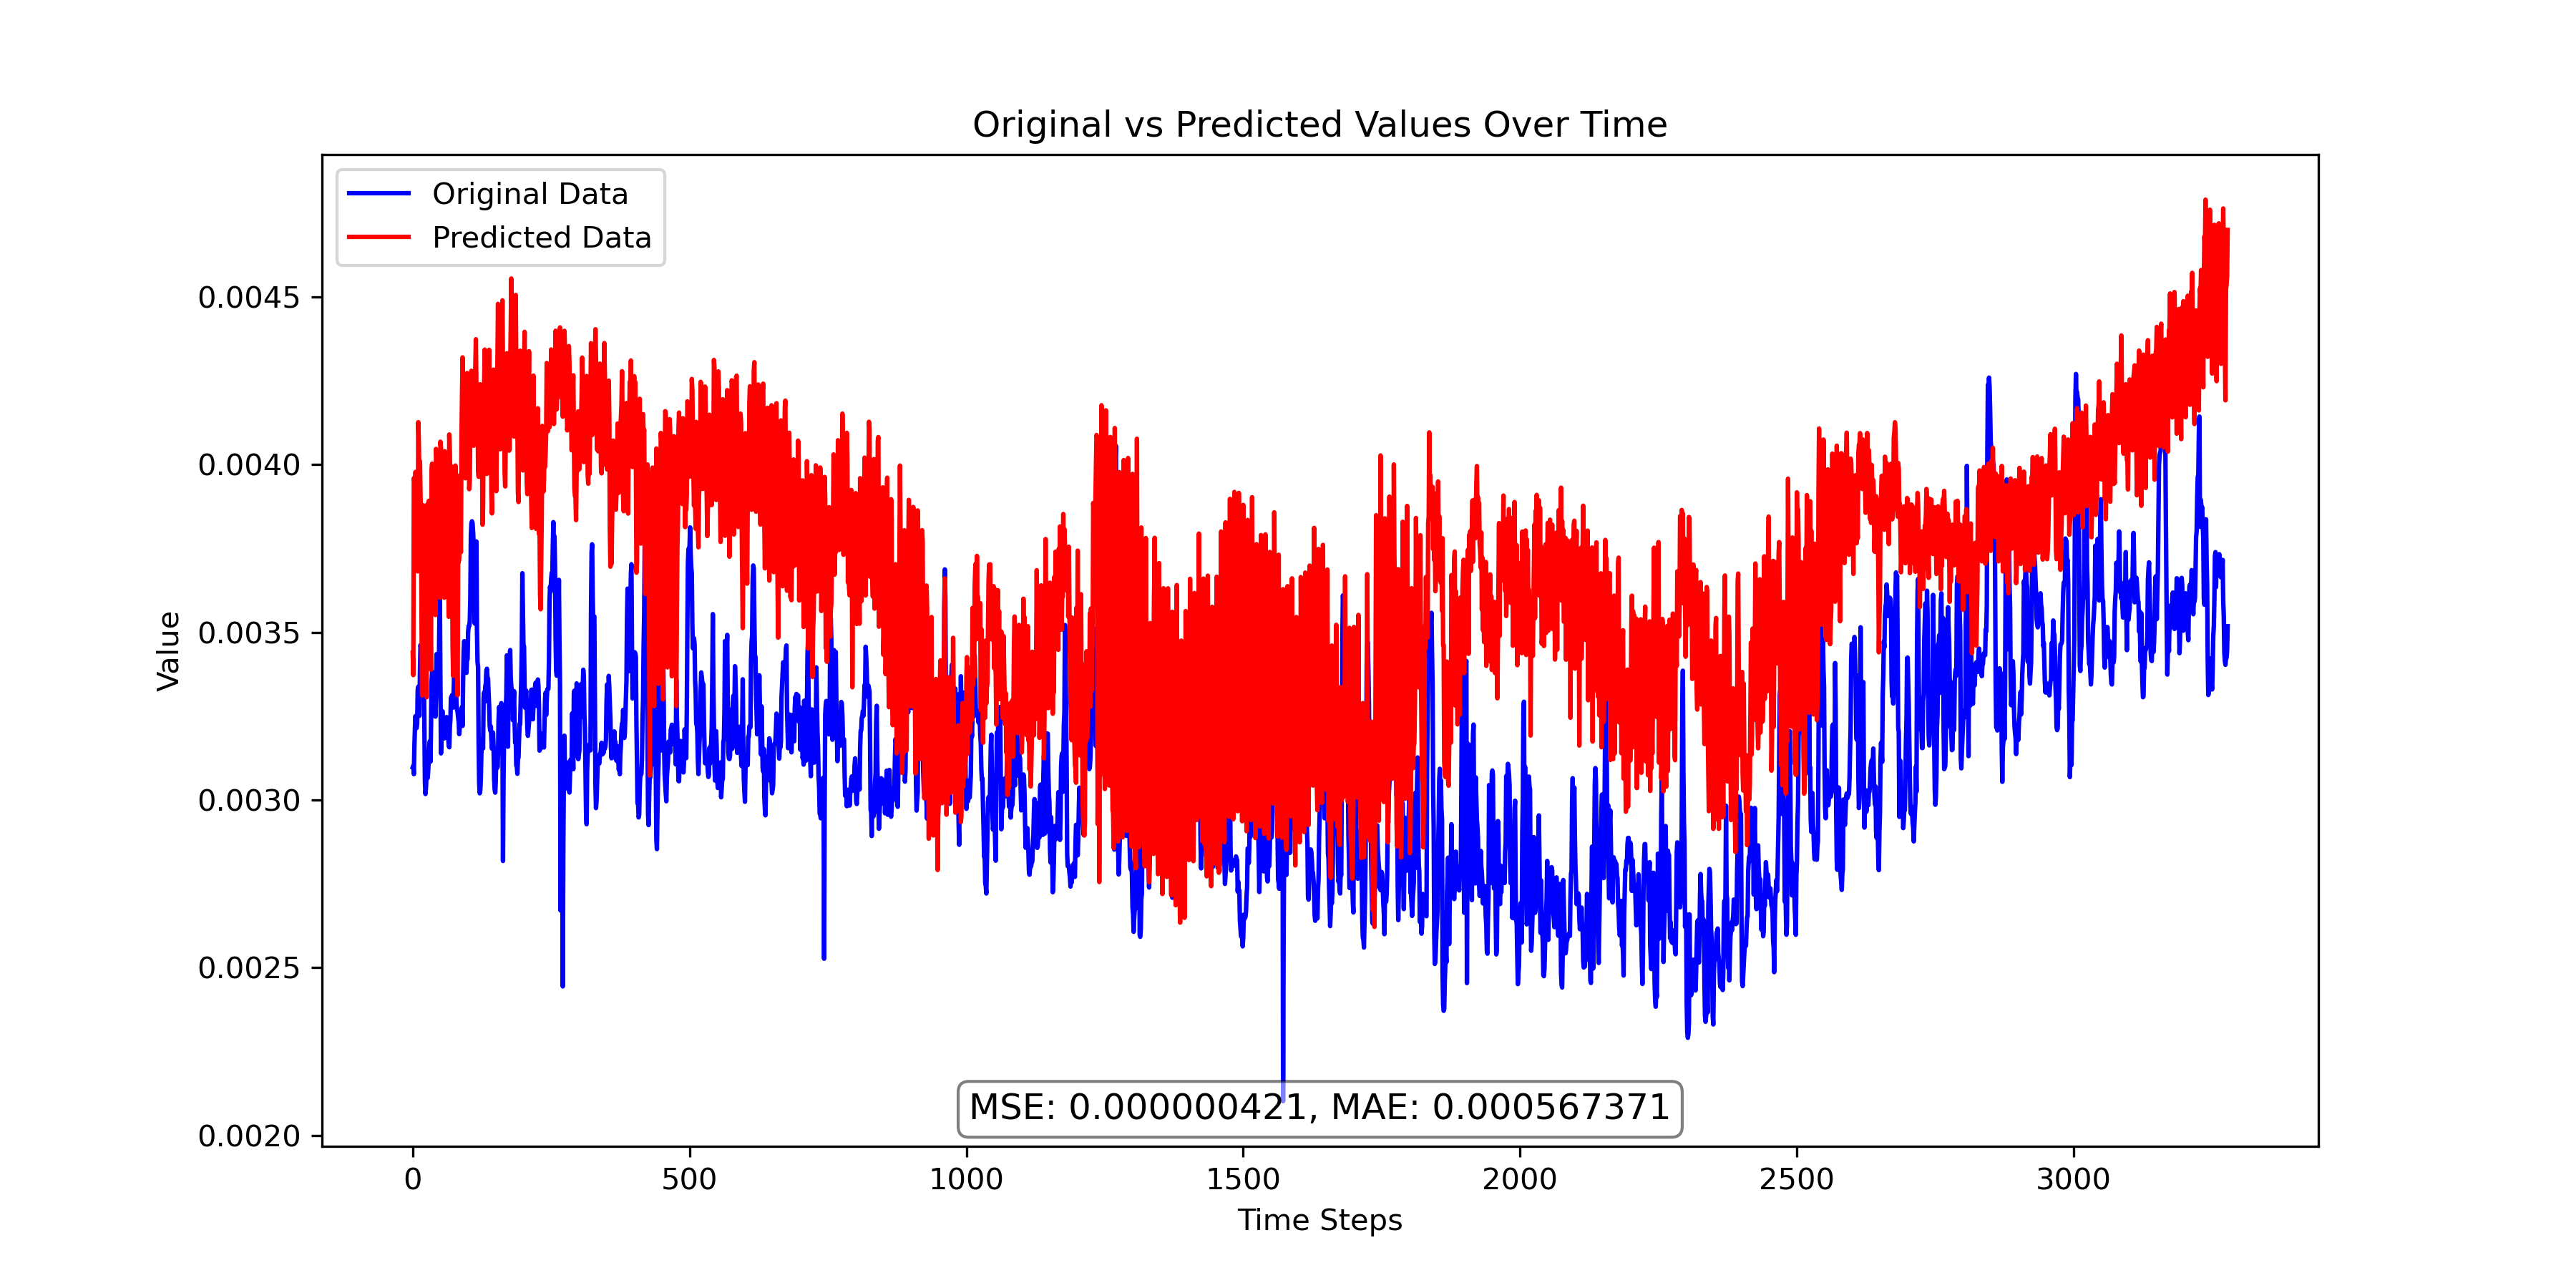 Original vs Predicted Values Over Time
Original Data
Predicted Data
Value
0.0045
0.0040
0.0035
0.0030
0.0025
0.0020
MSE: 0.000000421, MAE: 0.000567371
0 500 1000 1500 2000 2500 3000
Time Steps